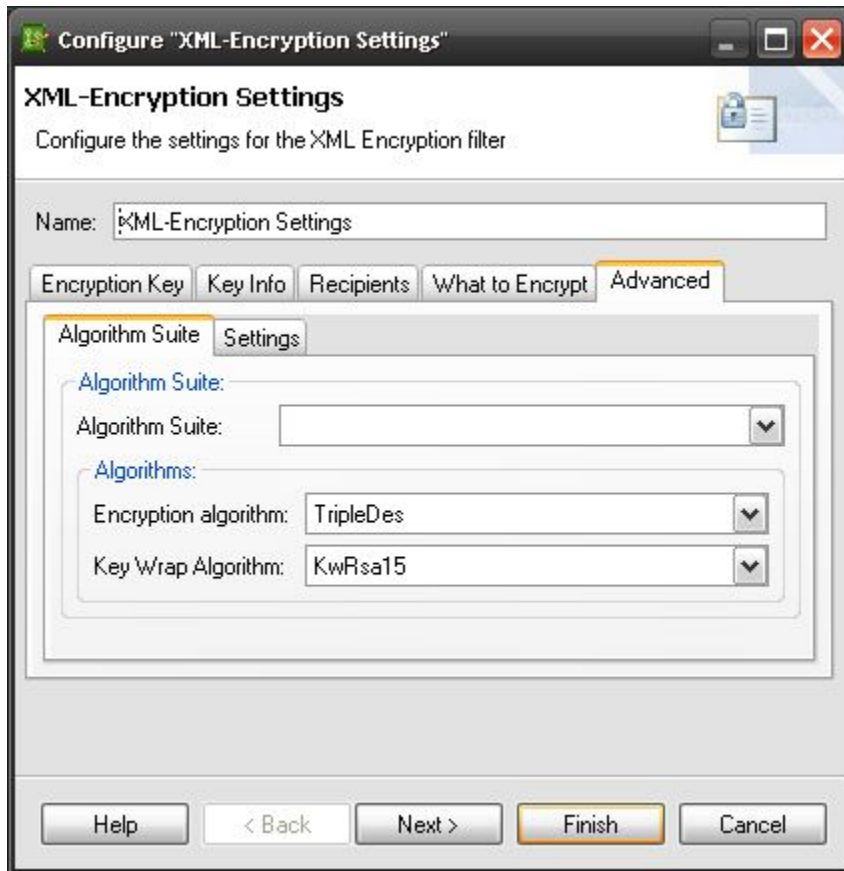 Configure "XML-Encryption Settings"
XML-Encryption Settings
Configure the settings for the XML Encryption filter
Name: XML-Encryption Settings
Encryption Key Key Info Recipients What to Encrypt Advanced
Algorithm Suite Settings
Algorithm Suite:
Algorithm Suite:
Algorithms:
Encryption algorithm: TripleDes
Key Wrap Algorithm: KwRsa15
Help < Back Next > Finish Cancel